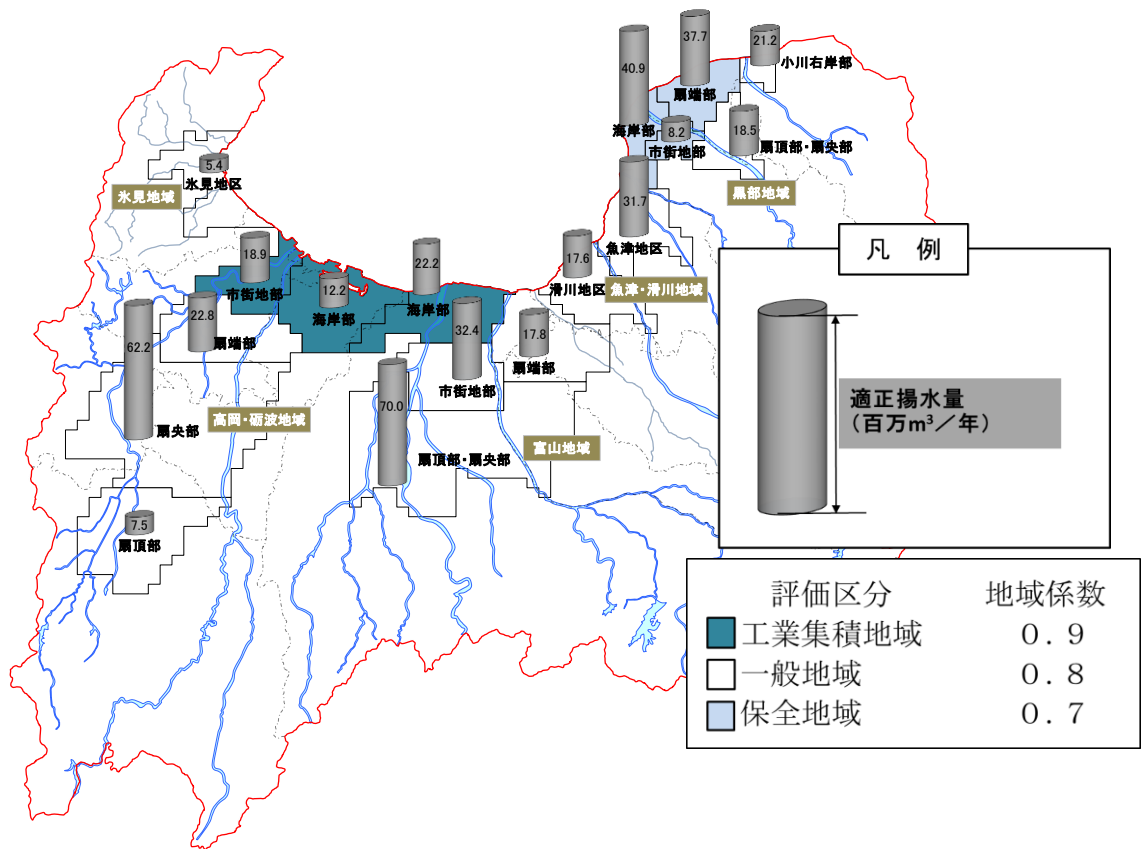 37.7
扇端部
21.2
小川右岸部
40.9
海岸部
8.2
市街地部
18.5
扇頂部・扇央部
黒部地域
5.4
氷見地区
氷見地域
31.7
魚津地区
17.6
滑川地区
魚津・滑川地域
18.9
市街地部
12.2
海岸部
22.2
海岸部
22.8
扇端部
32.4
市街地部
17.8
扇端部
62.2
扇央部
高岡・砺波地域
70.0
扇頂部・扇央部
富山地域
7.5
扇頂部
凡 例
適正揚水量
（百万m³／年）
評価区分 地域係数
工業集積地域 ０．９
一般地域 ０．８
保全地域 ０．７